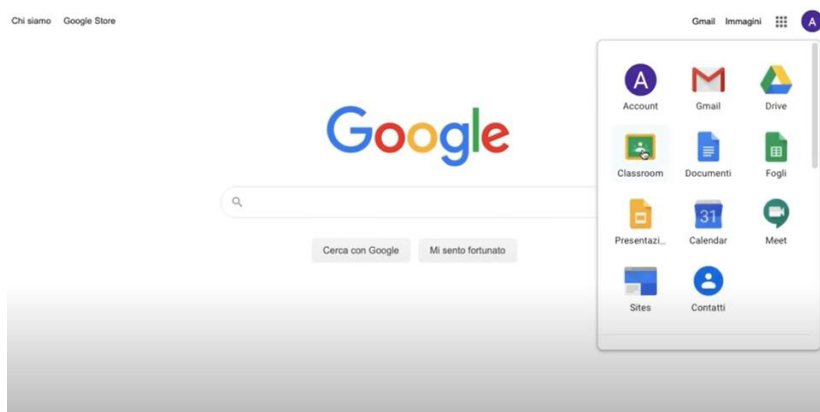 Chi siamo Google Store Gmail Immagini A
A
Account Gmail Drive
Google
Classroom Documenti Fogli
31
Presentazi... Calendar Meet
Cerca con Google Mi sento fortunato
Sites Contatti